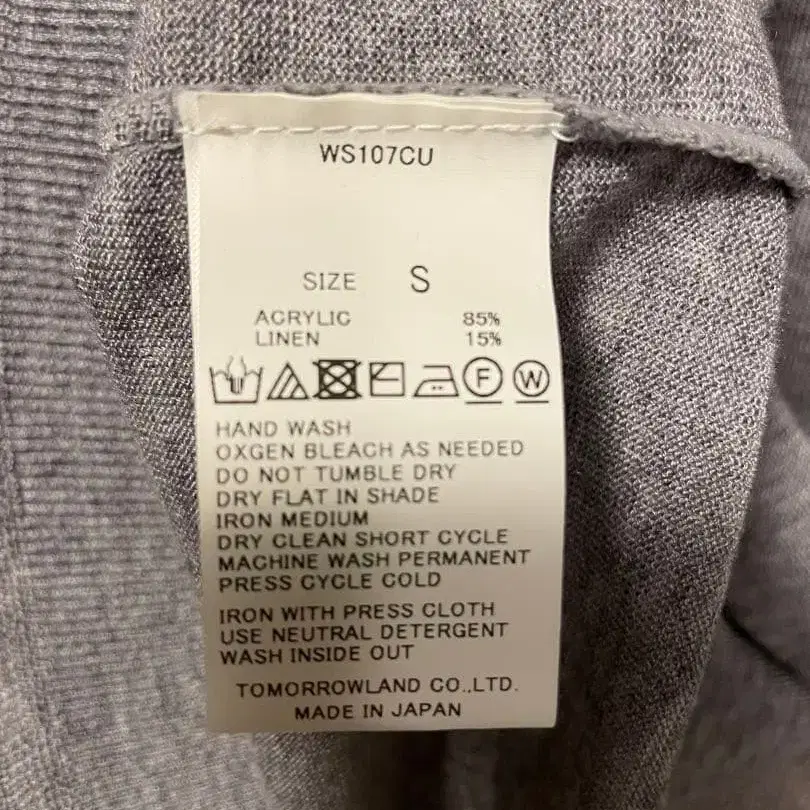 WS107CU
SIZE S
ACRYLIC 85%
LINEN 15%
F W
HAND WASH
OXGEN BLEACH AS NEEDED
DO NOT TUMBLE DRY
DRY FLAT IN SHADE
IRON MEDIUM
DRY CLEAN SHORT CYCLE
MACHINE WASH PERMANENT
PRESS CYCLE COLD
IRON WITH PRESS CLOTH
USE NEUTRAL DETERGENT
WASH INSIDE OUT
TOMORROWLAND CO.,LTD.
MADE IN JAPAN